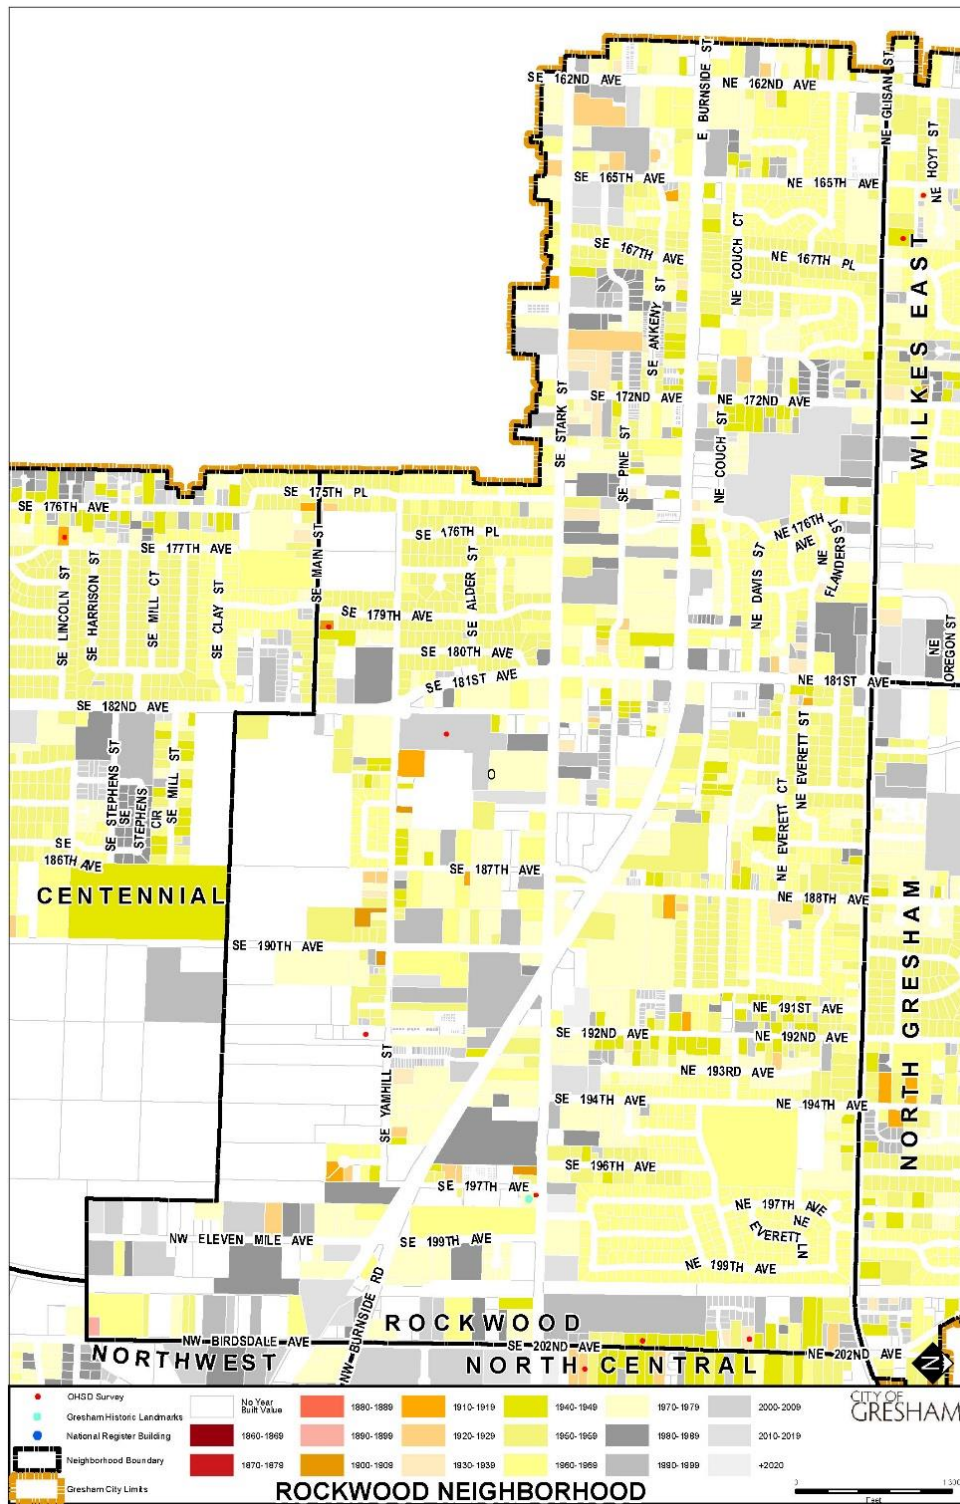 SE 162ND AVE
E BURNSIDE ST
NE 162ND AVE
NE GLISAN ST
NE HOYT ST
SE 165TH AVE
NE 165TH AVE
SE 167TH AVE
NE COUCH CT
NE 167TH PL
WILKES EAST
SE ANKENY ST
SE STARK ST
SE 172ND AVE
NE 172ND AVE
SE PINE ST
NE COUCH ST
SE 175TH PL
SE 176TH AVE
SE MAIN ST
SE 176TH PL
NE 176TH AVE
NE FLANDERS ST
SE 177TH AVE
SE LINCOLN ST
SE HARRISON ST
SE MILL CT
SE CLAY ST
SE ALDER ST
NE DAVIS ST
SE 179TH AVE
SE 180TH AVE
NE OREGON ST
SE 181ST AVE
NE 181ST AVE
SE 182ND AVE
SE STEPHENS ST
SE STEPHENS CIR
SE MILL ST
NE EVERETT ST
NE EVERETT CT
SE 186TH AVE
SE 187TH AVE
CENTENNIAL
NE 188TH AVE
SE 190TH AVE
NORTH GRESHAM
NE 191ST AVE
SE 192ND AVE
NE 192ND AVE
SE YAMHILL ST
NE 193RD AVE
SE 194TH AVE
NE 194TH AVE
SE 196TH AVE
SE 197TH AVE
NE 197TH AVE
NE EVERETT LN
NW ELEVEN MILE AVE
SE 199TH AVE
NE 199TH AVE
NW BURNSIDE RD
ROCKWOOD
NW BIRDSDALE AVE
SE 202ND AVE
NE 202ND AVE
NORTHWEST
NORTH CENTRAL
N
OHSD Survey
Gresham Historic Landmarks
National Register Building
Neighborhood Boundary
Gresham City Limits
No Year Built Value
1860-1869
1870-1879
1880-1889
1890-1899
1900-1909
1910-1919
1920-1929
1930-1939
1940-1949
1950-1959
1960-1969
1970-1979
1980-1989
1990-1999
2000-2009
2010-2019
+2020
CITY OF
GRESHAM
0
Feet
ROCKWOOD NEIGHBORHOOD